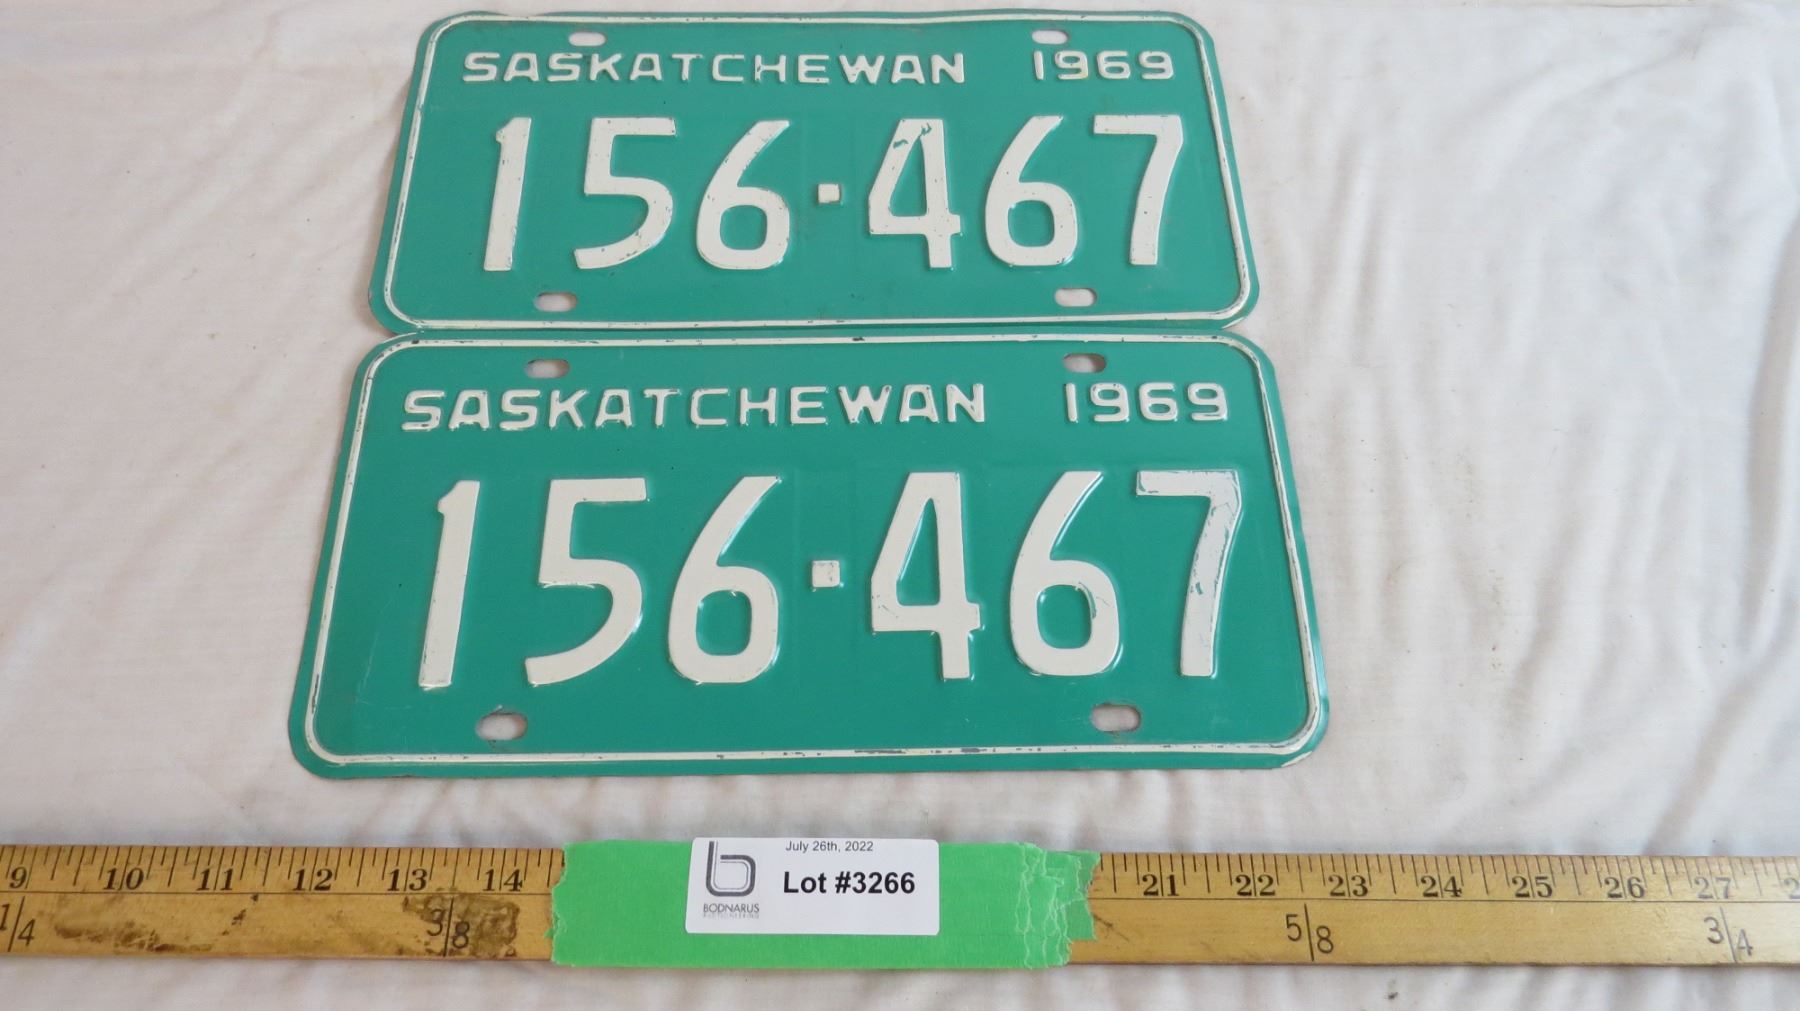 SASKATCHEWAN 1969
156·467
SASKATCHEWAN 1969
156·467
July 26th, 2022
Lot #3266
BODNARUS
AUCTIONEERING
9 10 11 12 13 14 21 22 23 24 25 26 27
1/4 3/8 5/8 3/4